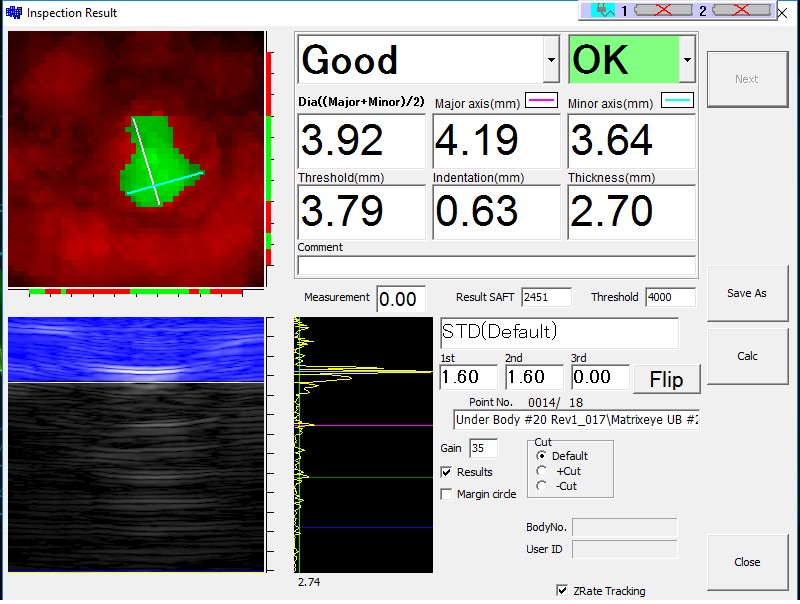 Inspection Result
1 2
Good OK
Next
Dia((Major+Minor)/2) Major axis(mm) Minor axis(mm)
3.92 4.19 3.64
Threshold(mm) Indentation(mm) Thickness(mm)
3.79 0.63 2.70
Comment
Measurement 0.00 Result SAFT 2451 Threshold 4000
Save As
STD(Default)
Calc
1st 2nd 3rd
1.60 1.60 0.00 Flip
Point No. 0014/ 18
Under Body #20 Rev1_017\Matrixeye UB #2
Gain 35
Cut
Default
+Cut
-Cut
Results
Margin circle
BodyNo.
User ID
Close
2.74
ZRate Tracking